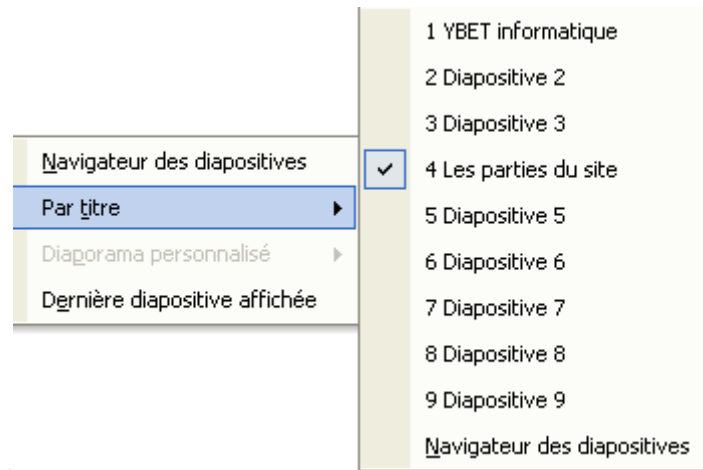 Navigateur des diapositives
Par titre
Diaporama personnalisé
Dernière diapositive affichée
1 YBET informatique
2 Diapositive 2
3 Diapositive 3
4 Les parties du site
5 Diapositive 5
6 Diapositive 6
7 Diapositive 7
8 Diapositive 8
9 Diapositive 9
Navigateur des diapositives